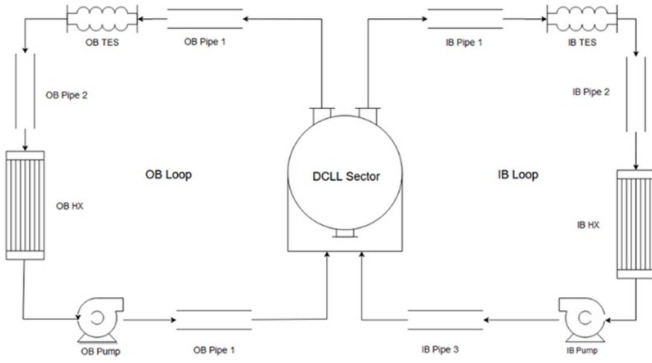 OB TES
OB Pipe 1
IB Pipe 1
IB TES
OB Pipe 2
IB Pipe 2
OB Loop
DCLL Sector
IB Loop
OB HX
IB HX
OB Pump
OB Pipe 1
IB Pipe 3
IB Pump